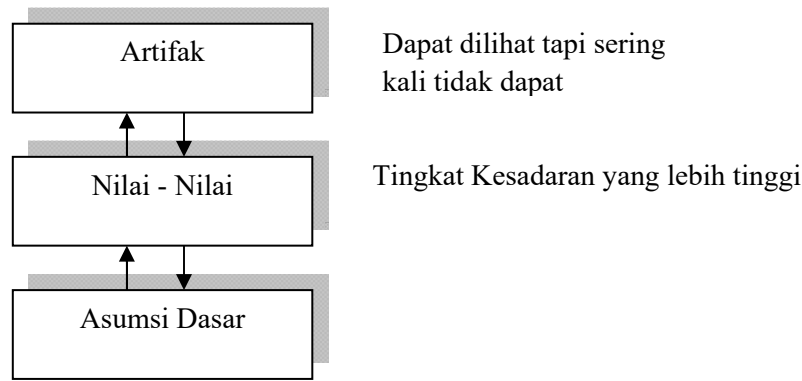 Artifak
Dapat dilihat tapi sering
kali tidak dapat
Nilai - Nilai
Tingkat Kesadaran yang lebih tinggi
Asumsi Dasar